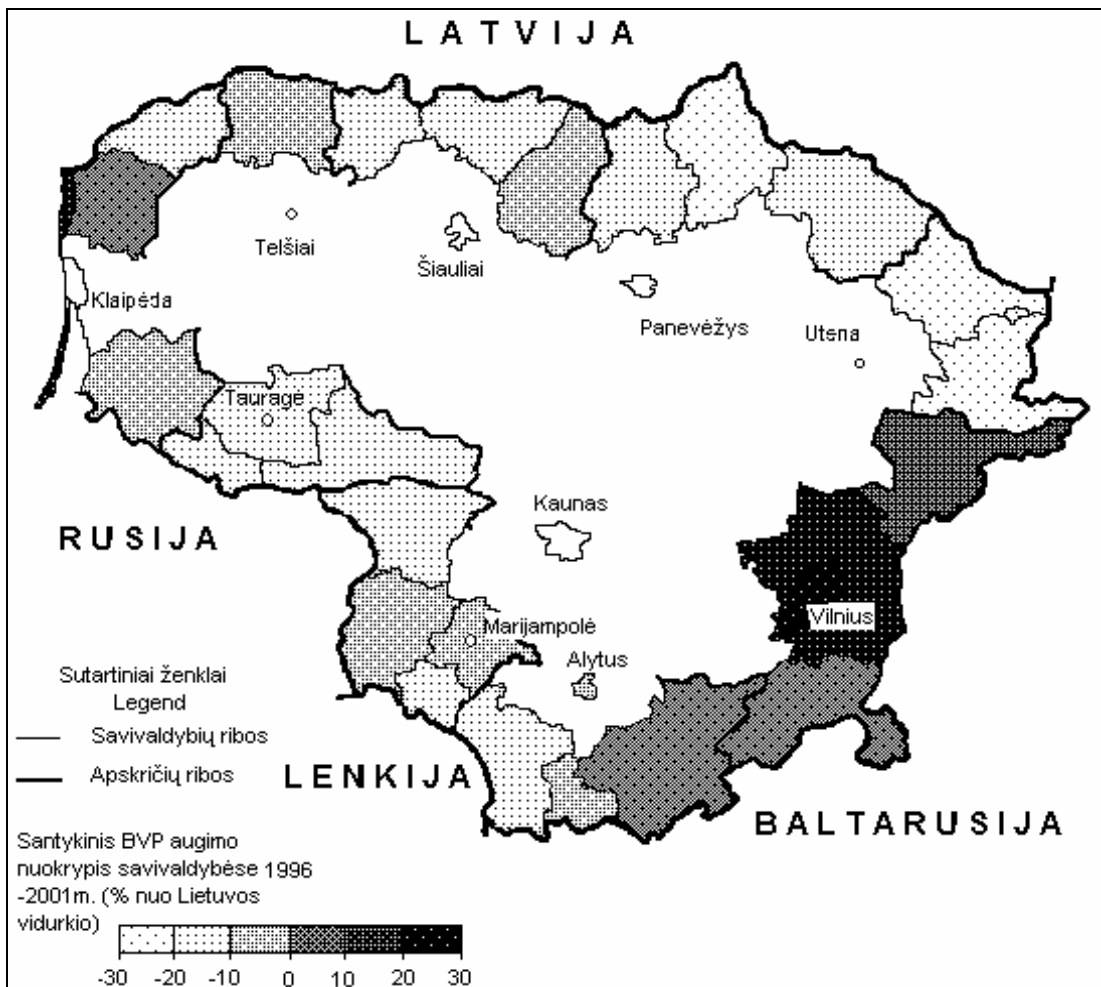 LATVIJA
Telšiai
Šiauliai
Klaipėda
Panevėžys
Utena
Tauragė
Kaunas
RUSIJA
Vilnius
Marijampolė
Alytus
Sutartiniai ženklai
Legend
Savivaldybių ribos
Apskričių ribos
LENKIJA
BALTARUSIJA
Santykinis BVP augimo
nuokrypis savivaldybėse 1996
-2001m. (% nuo Lietuvos
vidurkio)
-30 -20 -10 0 10 20 30